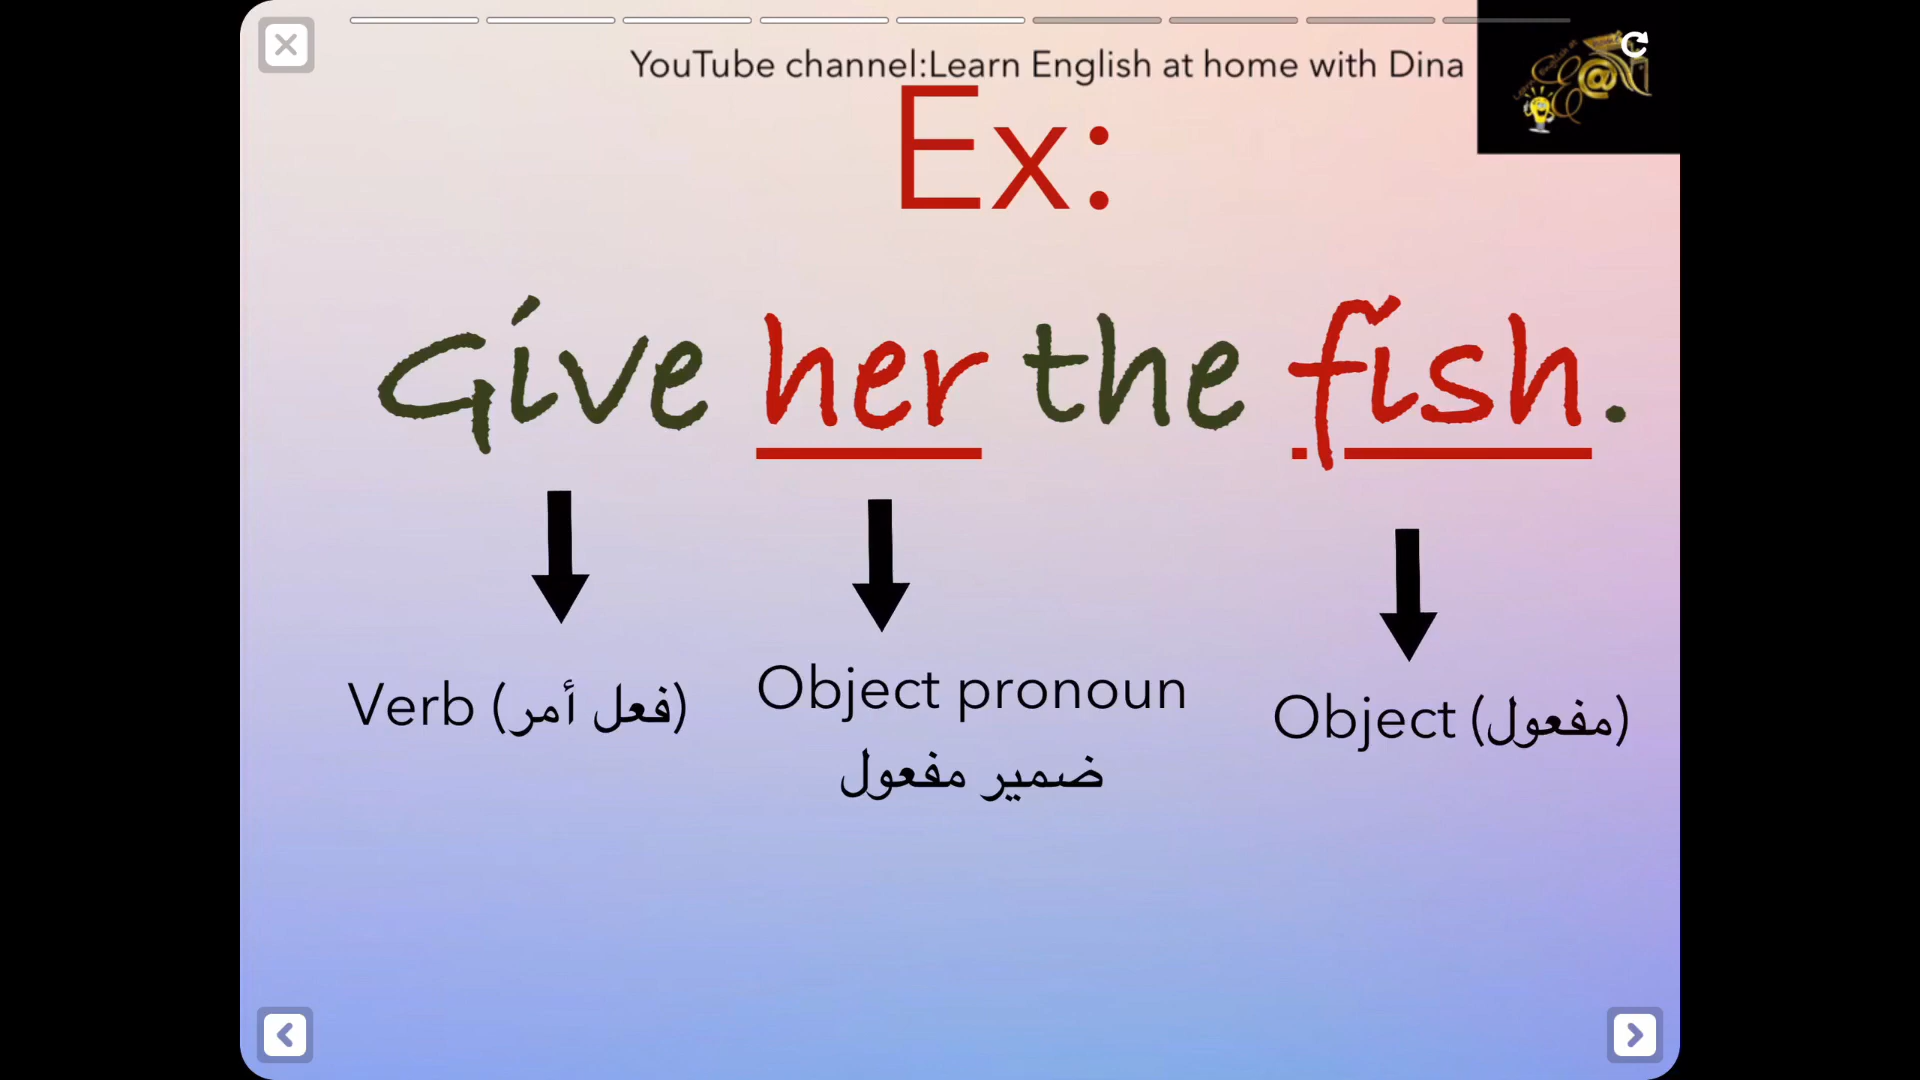 YouTube channel:Learn English at home with Dina
Ex:
Give her the fish.
Verb (فعل أمر)
Object pronoun
ضمير مفعول
Object (مفعول)